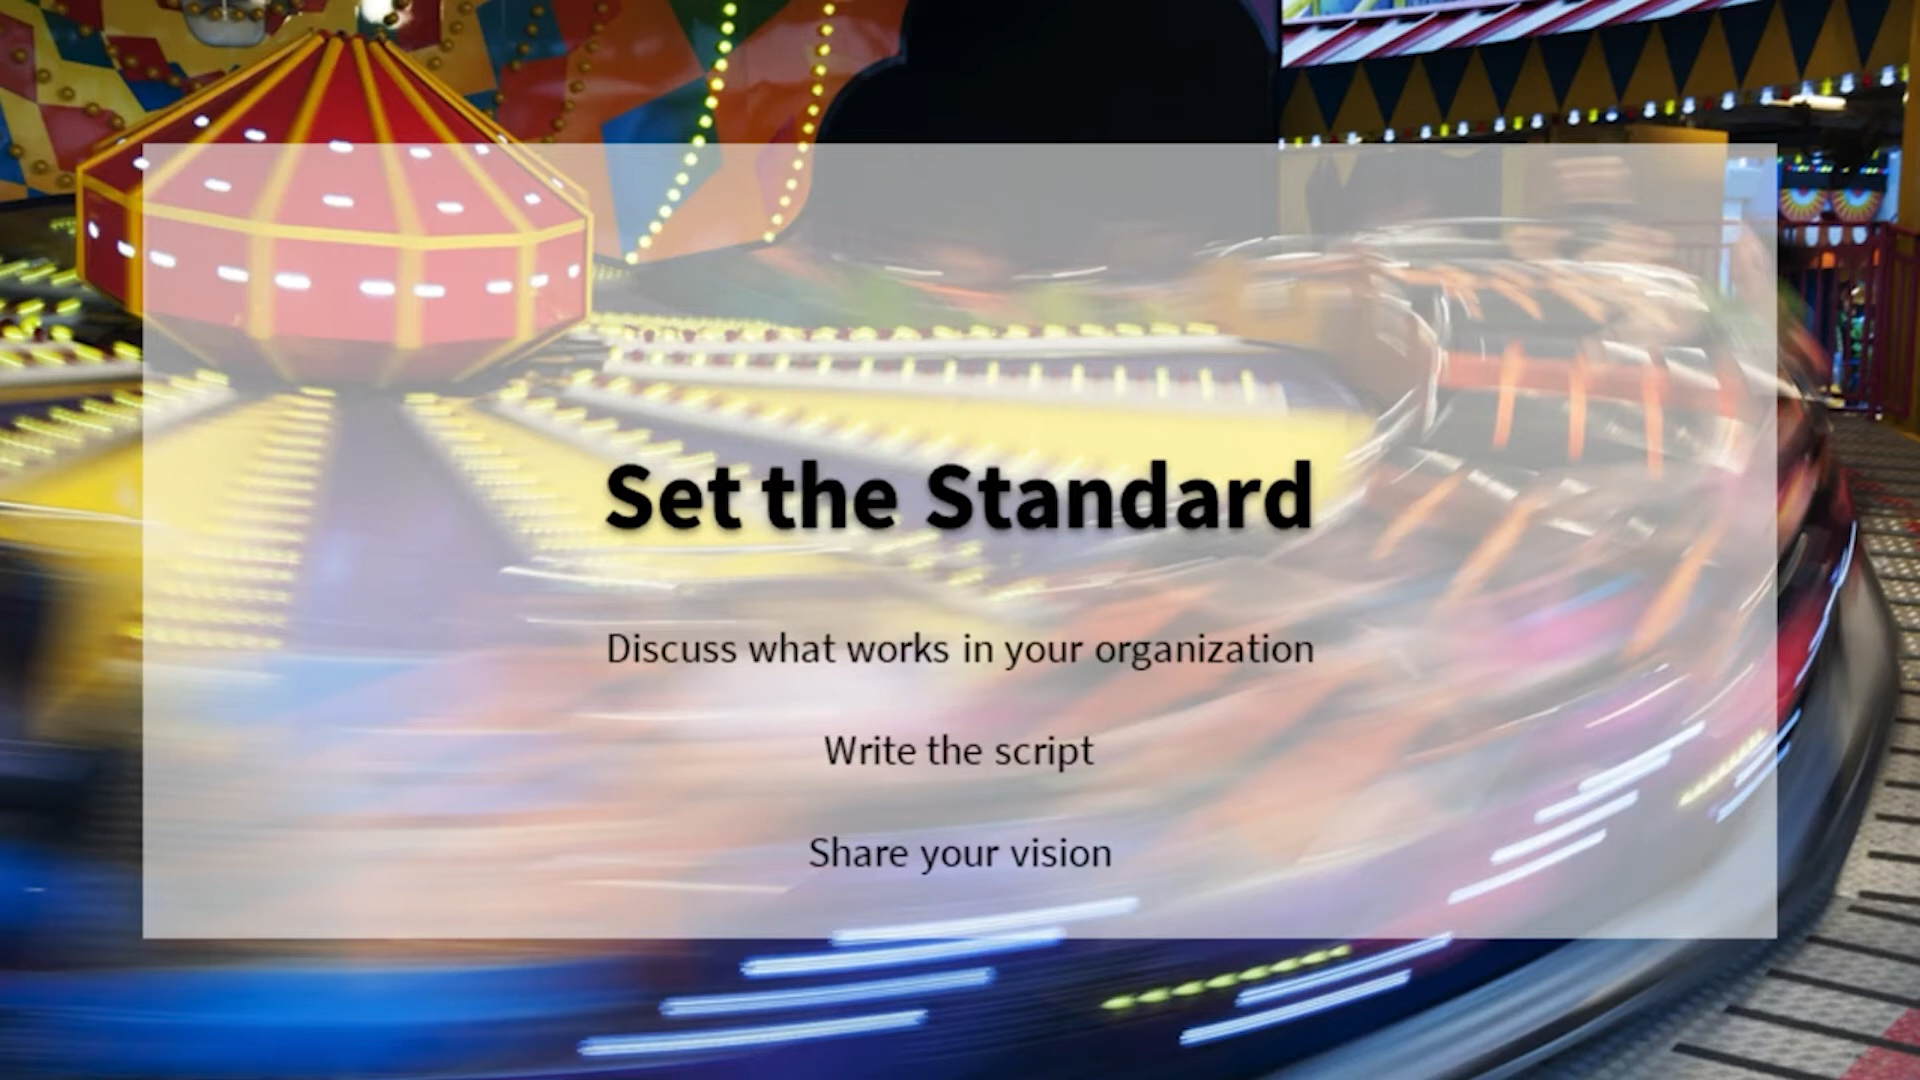 Set the Standard
Discuss what works in your organization
Write the script
Share your vision